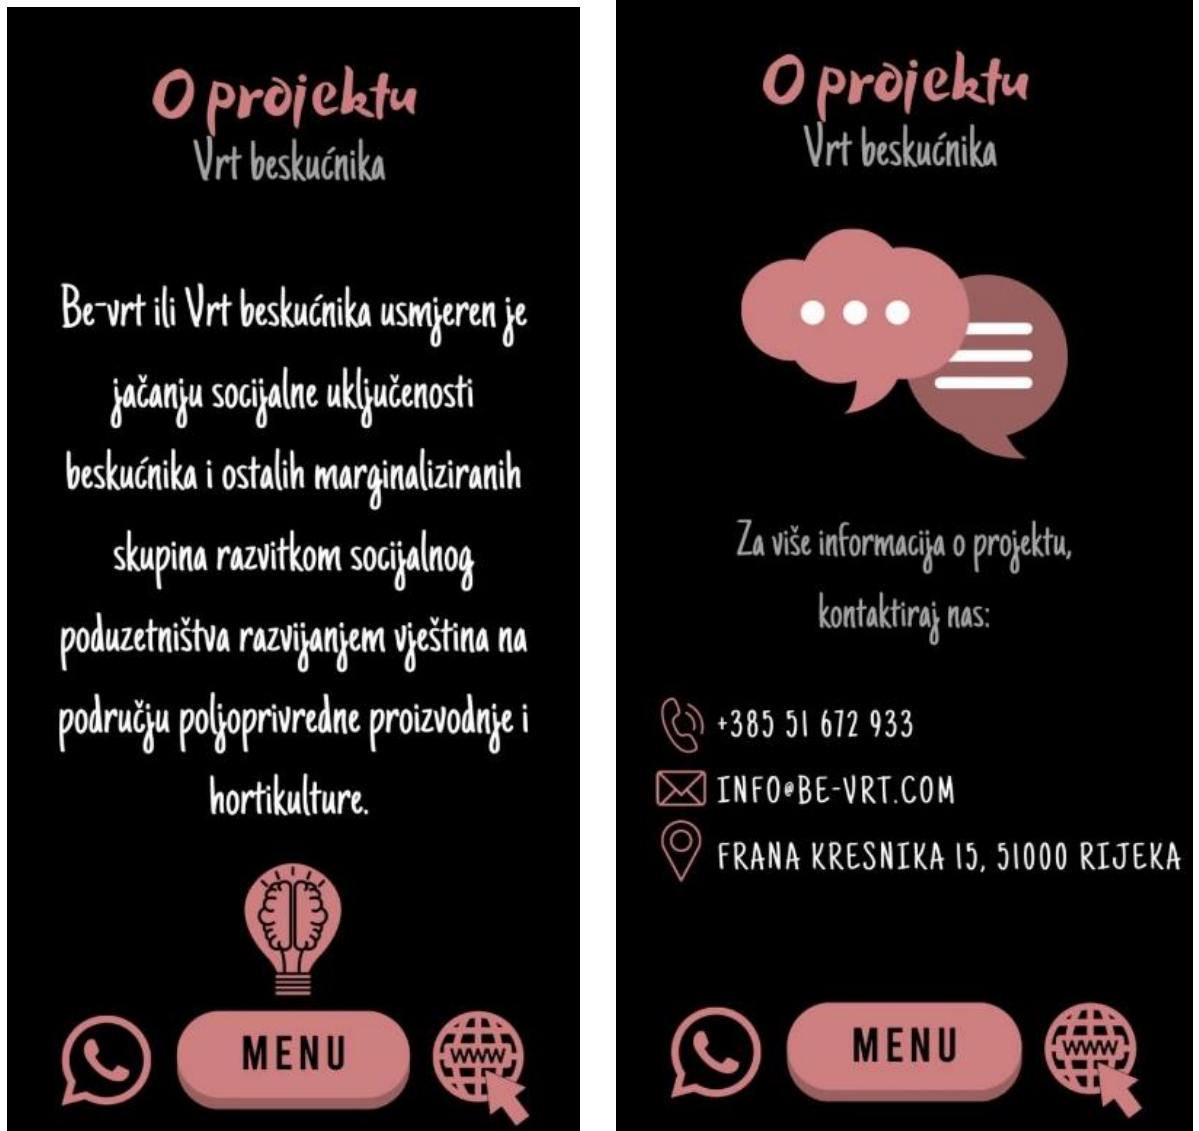 O projektu
Vrt beskućnika
Be-vrt ili Vrt beskućnika usmjeren je
jačanju socijalne uključenosti
beskućnika i ostalih marginaliziranih
skupina razvitkom socijalnog
poduzetništva razvijanjem vještina na
području poljoprivredne proizvodnje i
hortikulture.
MENU
WWW
O projektu
Vrt beskućnika
Za više informacija o projektu,
kontaktiraj nas:
+385 51 672 933
INFO@BE-VRT.COM
FRANA KRESNIKA 15, 51000 RIJEKA
MENU
WWW